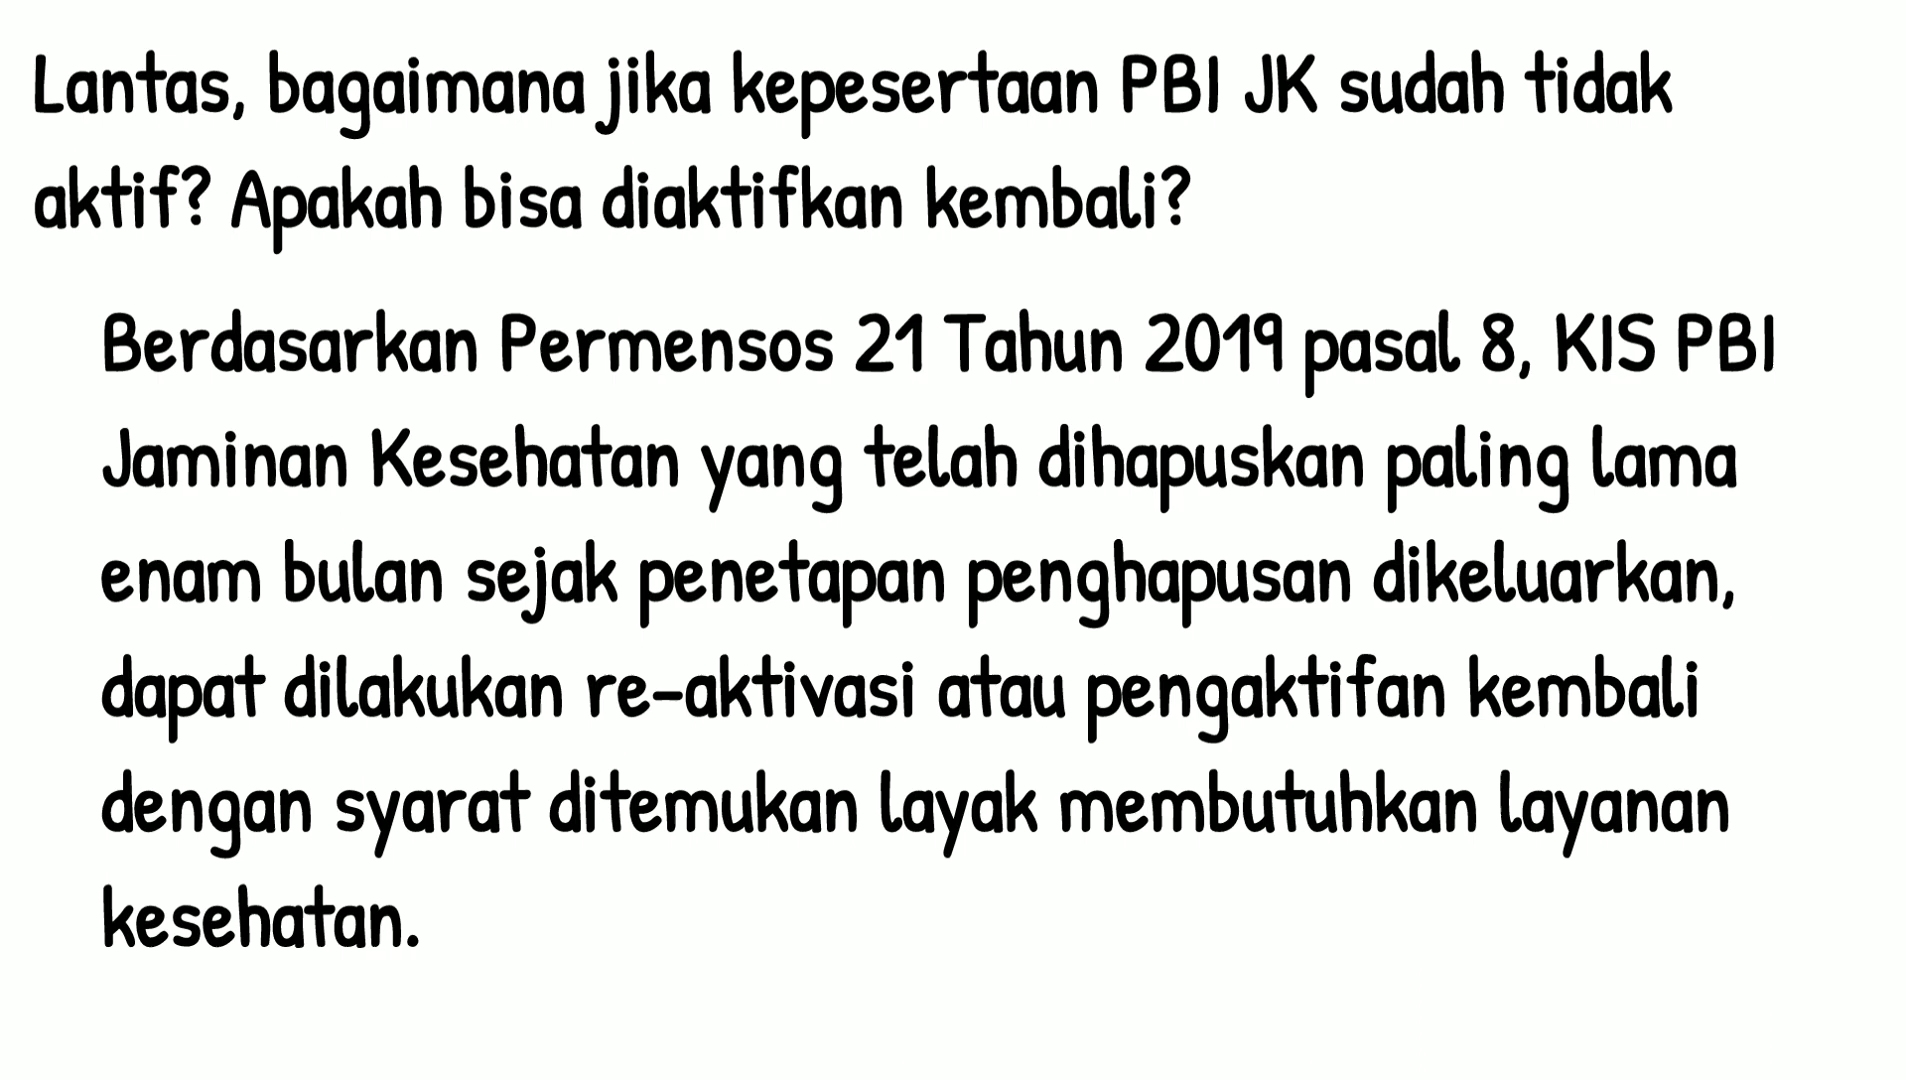 Lantas, bagaimana jika kepesertaan PBI JK sudah tidak
aktif? Apakah bisa diaktifkan kembali?
Berdasarkan Permensos 21 Tahun 2019 pasal 8, KIS PBI
Jaminan Kesehatan yang telah dihapuskan paling lama
enam bulan sejak penetapan penghapusan dikeluarkan,
dapat dilakukan re-aktivasi atau pengaktifan kembali
dengan syarat ditemukan layak membutuhkan layanan
kesehatan.